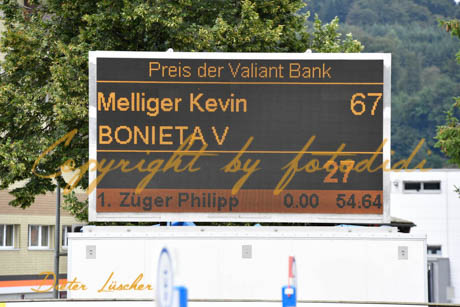 Preis der Valiant Bank
Melliger Kevin 67
BONIETA V
Copyright by fotodidi
27
1. Züger Philipp 0.00 54.64
Dieter Lüscher